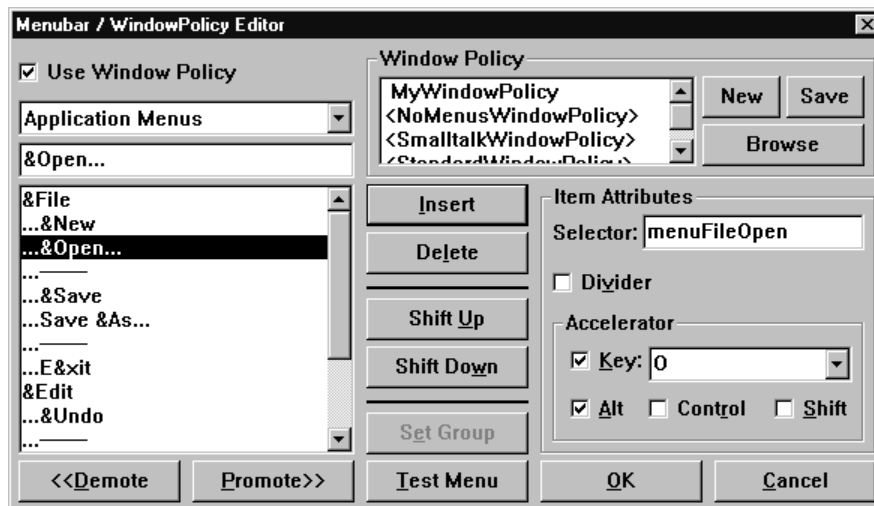 Menubar / WindowPolicy Editor
Use Window Policy
Application Menus
&Open...
&File
...&New
...&Open...
...
...&Save
...Save &As...
...
...E&xit
&Edit
...&Undo
...
<<Demote
Promote>>
Window Policy
MyWindowPolicy
<NoMenusWindowPolicy>
<SmalltalkWindowPolicy>
<StandardWindowPolicy>
New
Save
Browse
Insert
Delete
Shift Up
Shift Down
Set Group
Test Menu
Item Attributes
Selector: menuFileOpen
Divider
Accelerator
Key: O
Alt Control Shift
OK
Cancel